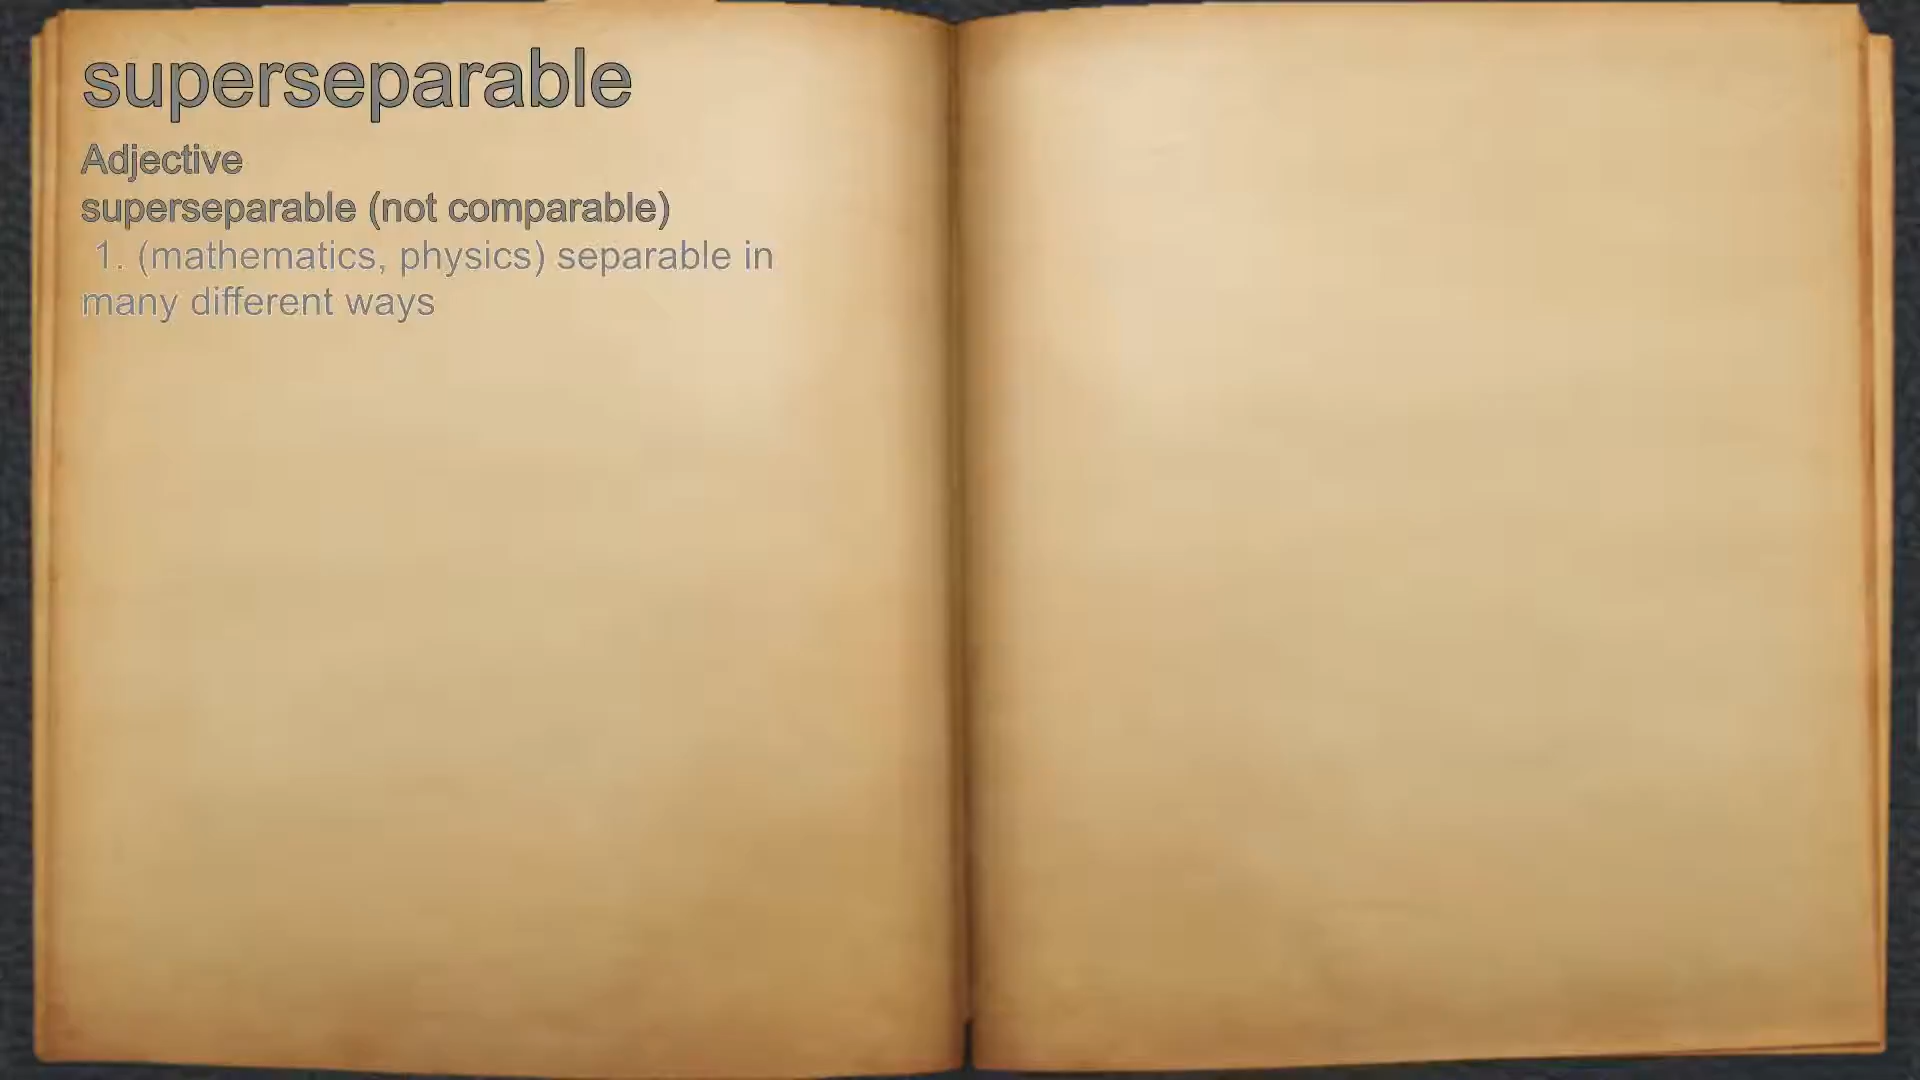 superseparable
Adjective
superseparable (not comparable)
1. (mathematics, physics) separable in
many different ways